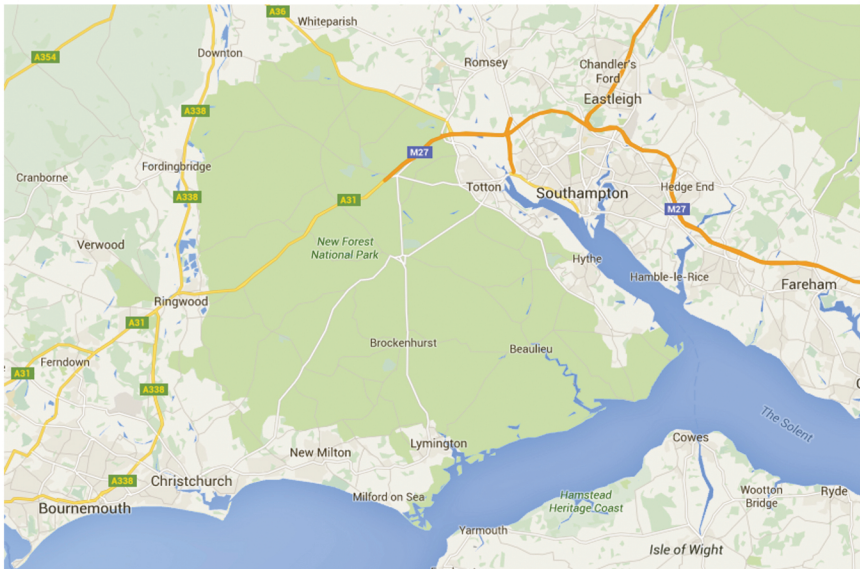 A36
Whiteparish
A354
Downton
Romsey
Chandler's
Ford
Eastleigh
A338
M27
Fordingbridge
Cranborne
A338
A31
Totton
Southampton
Hedge End
M27
Verwood
New Forest
National Park
Hythe
Hamble-le-Rice
Fareham
Ringwood
A31
Brockenhurst
Beaulieu
Ferndown
A31
A338
The Solent
Cowes
Lymington
New Milton
Christchurch
A338
Milford on Sea
Hamstead
Heritage Coast
Wootton
Bridge
Ryde
Bournemouth
Yarmouth
Isle of Wight